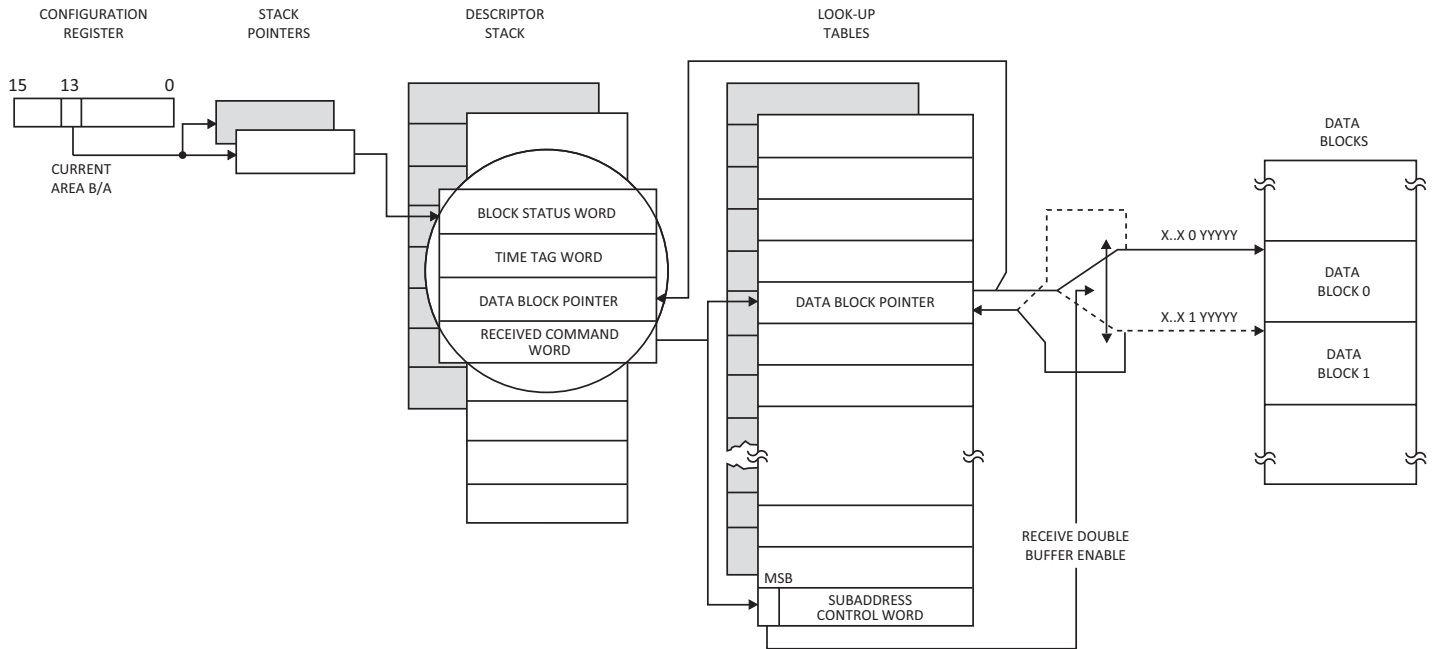 CONFIGURATION
REGISTER
STACK
POINTERS
DESCRIPTOR
STACK
LOOK-UP
TABLES
15 13 0
CURRENT
AREA B/A
BLOCK STATUS WORD
TIME TAG WORD
DATA BLOCK POINTER
RECEIVED COMMAND
WORD
DATA BLOCK POINTER
MSB
SUBADDRESS
CONTROL WORD
RECEIVE DOUBLE
BUFFER ENABLE
X..X 0 YYYYY
X..X 1 YYYYY
DATA
BLOCKS
DATA
BLOCK 0
DATA
BLOCK 1